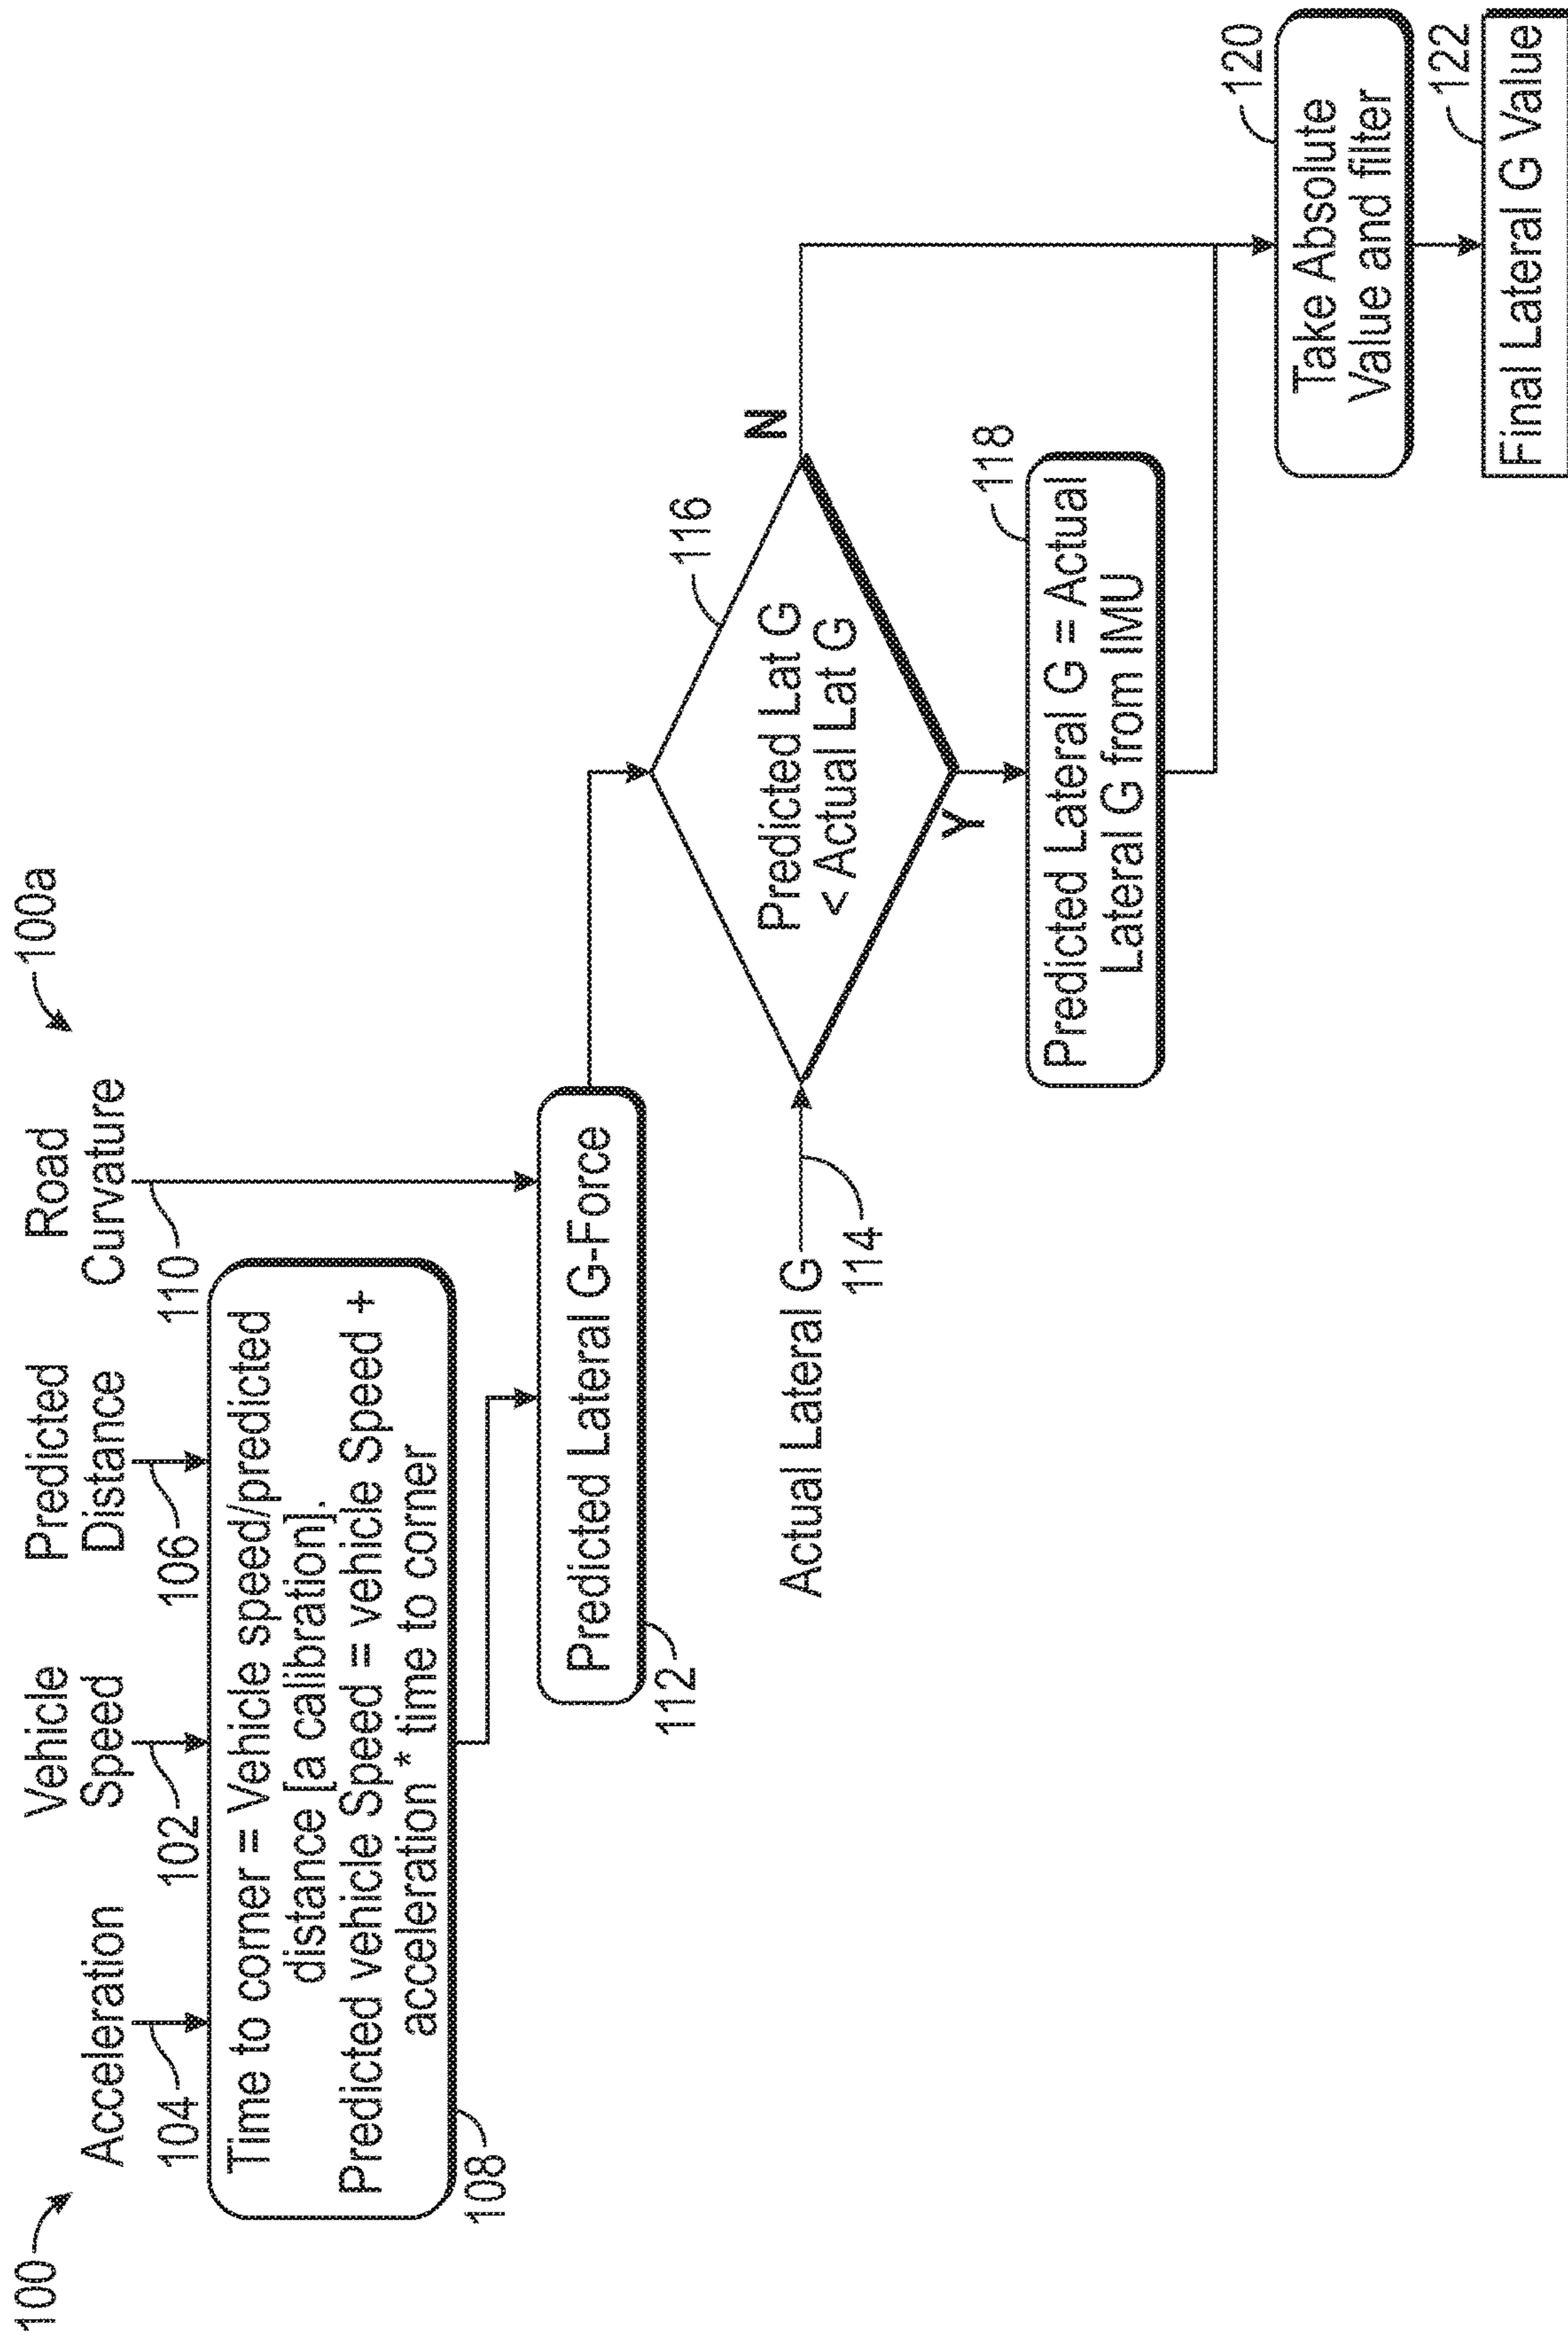 100
100a
Acceleration
104
Vehicle
Speed
102
Predicted
Distance
106
Road
Curvature
110
Time to corner = Vehicle speed/predicted
distance [a calibration].
Predicted vehicle Speed = vehicle Speed +
acceleration * time to corner
108
Predicted Lateral G-Force
112
Actual Lateral G
114
Predicted Lat G
< Actual Lat G
116
N
Y
Predicted Lateral G = Actual
Lateral G from IMU
118
Take Absolute
Value and filter
120
Final Lateral G Value
122